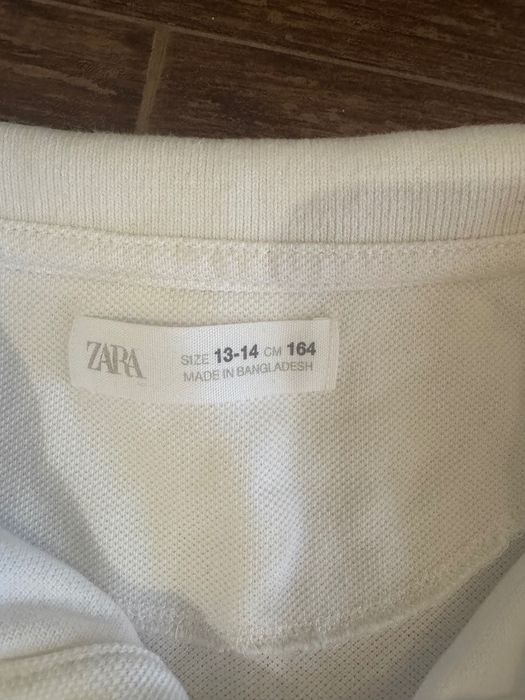 ZARA
SIZE 13-14 CM 164
MADE IN BANGLADESH